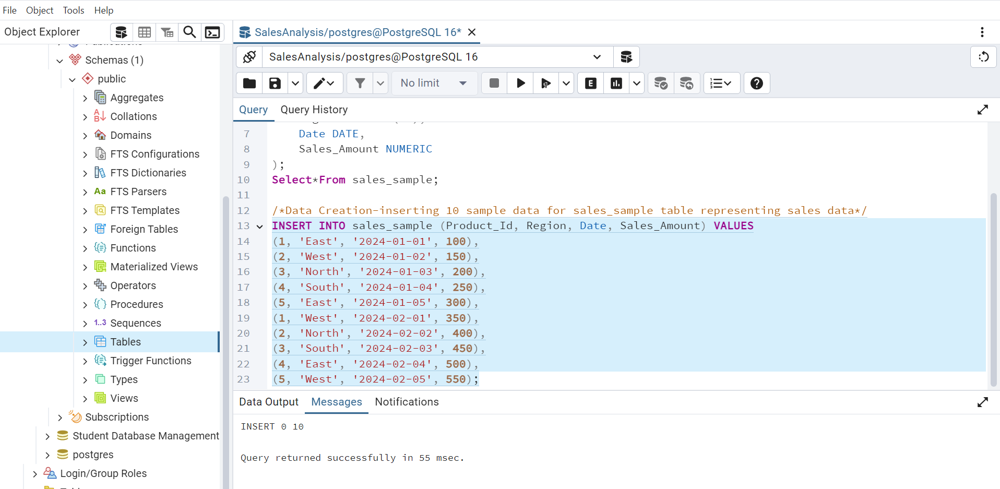 File Object Tools Help
Object Explorer
Schemas (1)
public
Aggregates
Collations
Domains
FTS Configurations
FTS Dictionaries
Aa FTS Parsers
FTS Templates
Foreign Tables
Functions
Materialized Views
Operators
Procedures
1..3 Sequences
Tables
Trigger Functions
Types
Views
Subscriptions
Student Database Management
postgres
Login/Group Roles
SalesAnalysis/postgres@PostgreSQL 16*
SalesAnalysis/postgres@PostgreSQL 16
No limit
E
Query Query History
7 Date DATE,
8 Sales_Amount NUMERIC
9 );
10 Select*From sales_sample;
11
12 /*Data Creation-inserting 10 sample data for sales_sample table representing sales data*/
13 INSERT INTO sales_sample (Product_Id, Region, Date, Sales_Amount) VALUES
14 (1, 'East', '2024-01-01', 100),
15 (2, 'West', '2024-01-02', 150),
16 (3, 'North', '2024-01-03', 200),
17 (4, 'South', '2024-01-04', 250),
18 (5, 'East', '2024-01-05', 300),
19 (1, 'West', '2024-02-01', 350),
20 (2, 'North', '2024-02-02', 400),
21 (3, 'South', '2024-02-03', 450),
22 (4, 'East', '2024-02-04', 500),
23 (5, 'West', '2024-02-05', 550);
Data Output Messages Notifications
INSERT 0 10
Query returned successfully in 55 msec.